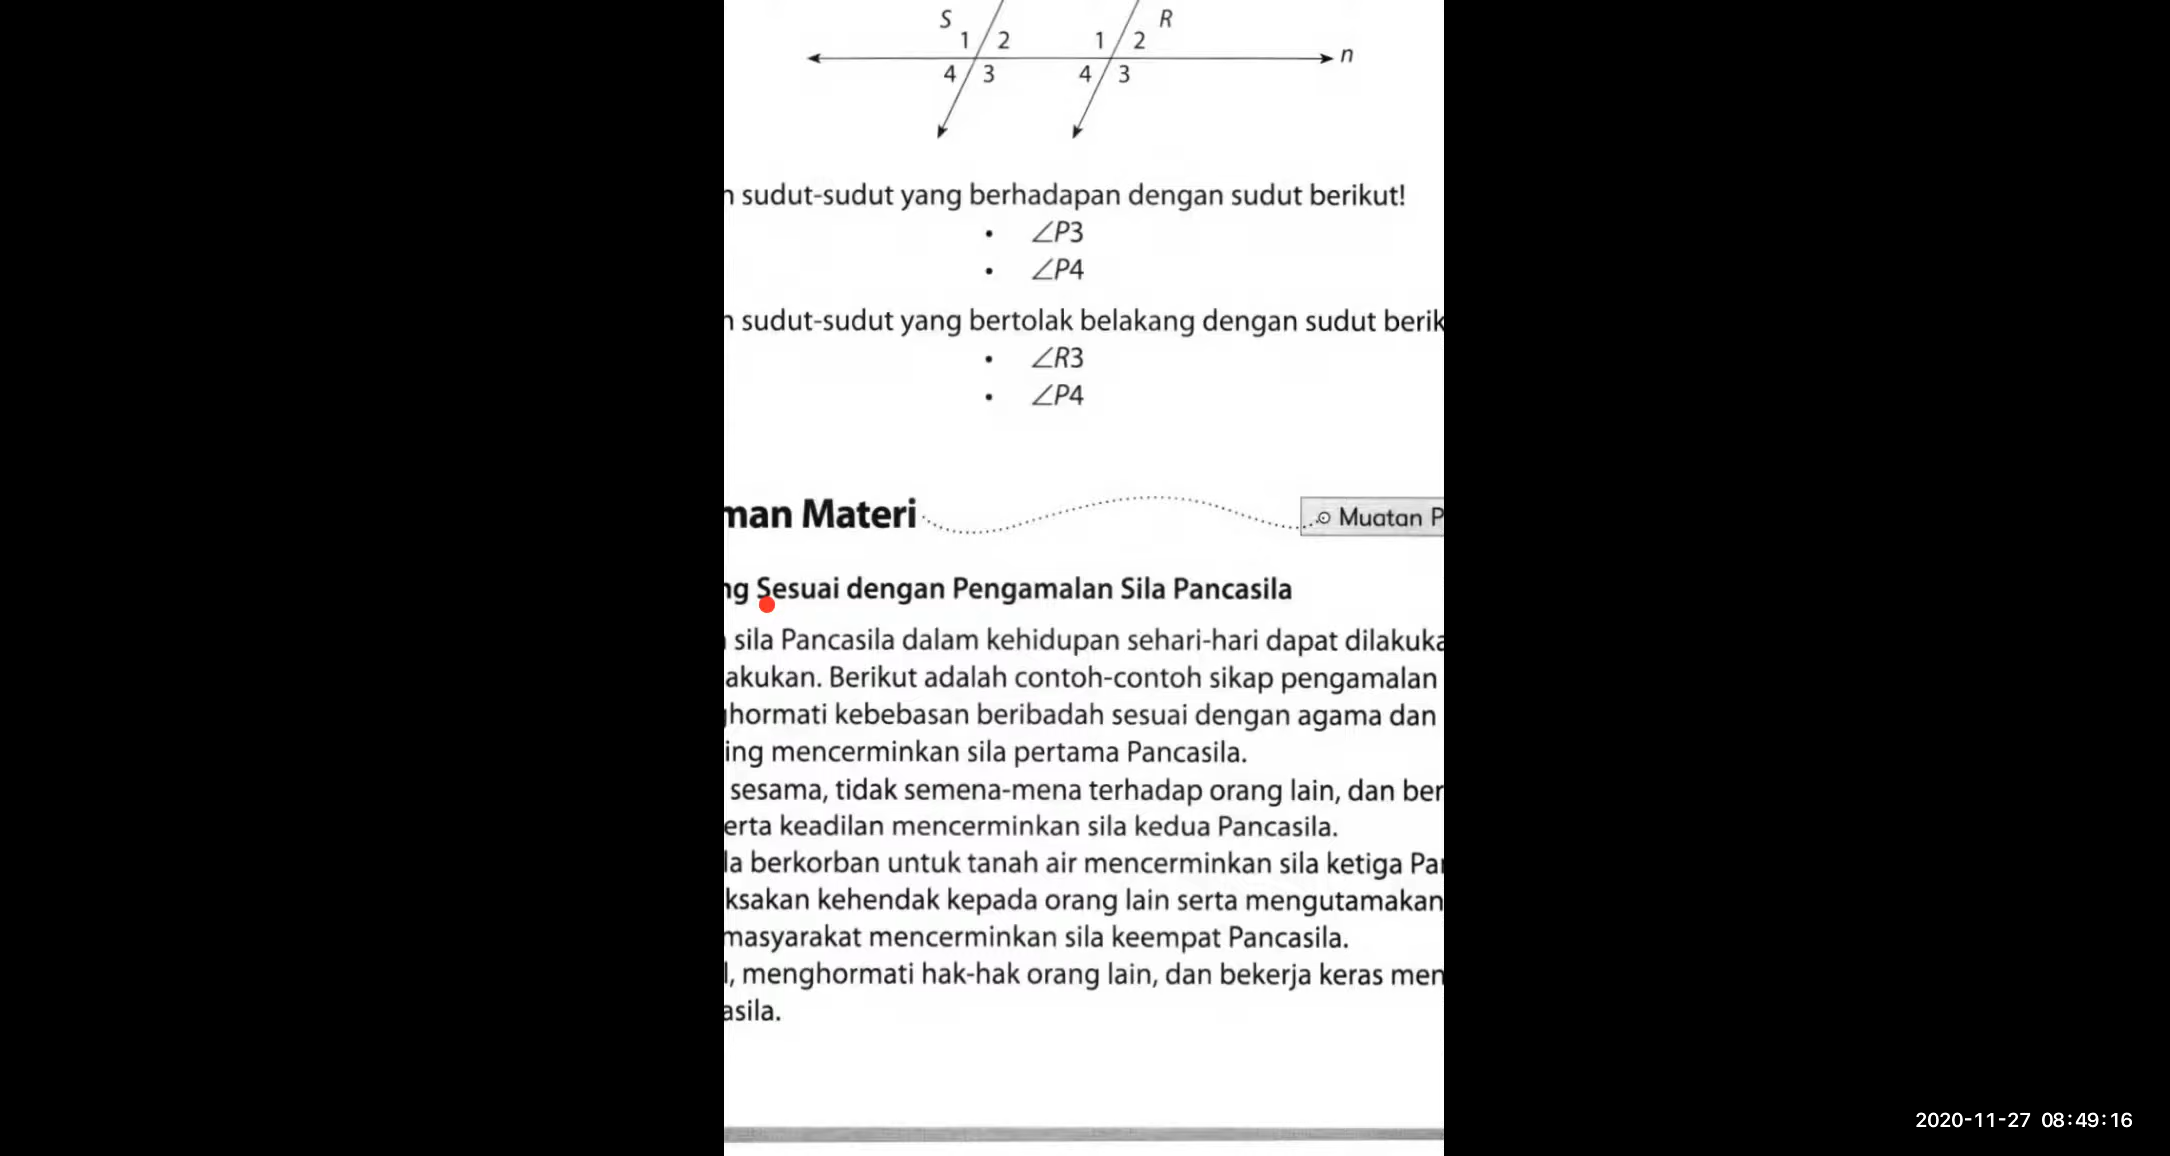 S R
1 2 1 2
n
4 3 4 3
sudut-sudut yang berhadapan dengan sudut berikut!
• ∠P3
• ∠P4
sudut-sudut yang bertolak belakang dengan sudut berik
• ∠R3
• ∠P4
man Materi
Muatan P
ng Sesuai dengan Pengamalan Sila Pancasila
sila Pancasila dalam kehidupan sehari-hari dapat dilakuka
akukan. Berikut adalah contoh-contoh sikap pengamalan
hormati kebebasan beribadah sesuai dengan agama dan
ing mencerminkan sila pertama Pancasila.
sesama, tidak semena-mena terhadap orang lain, dan ber
erta keadilan mencerminkan sila kedua Pancasila.
la berkorban untuk tanah air mencerminkan sila ketiga Pa
ksakan kehendak kepada orang lain serta mengutamakan
masyarakat mencerminkan sila keempat Pancasila.
l, menghormati hak-hak orang lain, dan bekerja keras men
asila.
2020-11-27 08:49:16